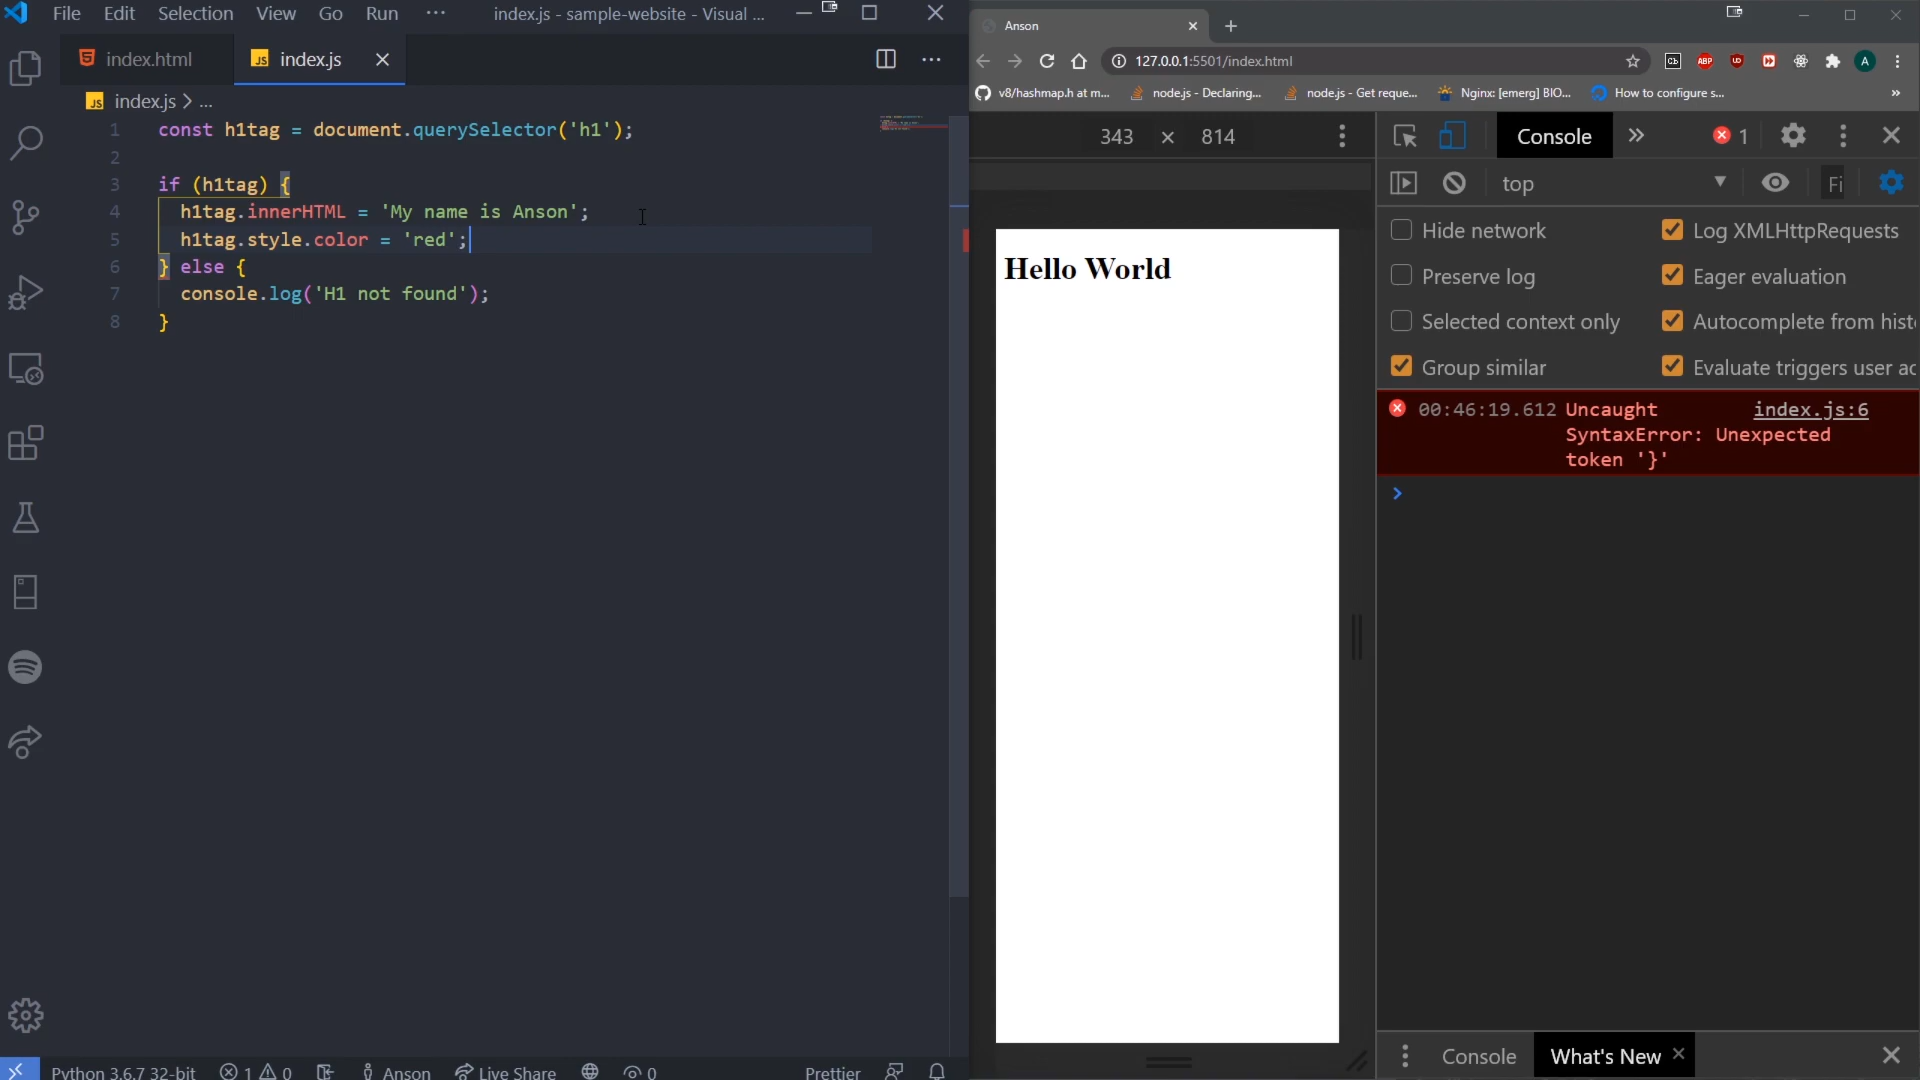 File Edit Selection View Go Run ··· index.js - sample-website - Visual ...
index.html index.js
JS index.js > ...
1 const h1tag = document.querySelector('h1');
2
3 if (h1tag) {
4 h1tag.innerHTML = 'My name is Anson';
5 h1tag.style.color = 'red';
6 } else {
7 console.log('H1 not found');
8 }
Python 3.6.7 32-bit 1 0 Anson Live Share 0 Prettier
Anson
127.0.0.1:5501/index.html
v8/hashmap.h at m... node.js - Declaring... node.js - Get reque... Nginx: [emerg] BIO... How to configure s... »
343 × 814
Hello World
Console » 1
top Fi
Hide network Log XMLHttpRequests
Preserve log Eager evaluation
Selected context only Autocomplete from hist
Group similar Evaluate triggers user ac
00:46:19.612 Uncaught index.js:6
SyntaxError: Unexpected
token '}'
>
Console What's New